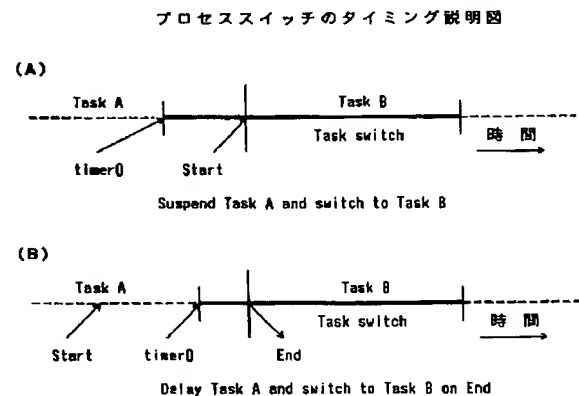 プロセススイッチのタイミング説明図
(A)
Task A
Task B
Task switch
時間
timer0
Start
Suspend Task A and switch to Task B
(B)
Task A
Task B
Task switch
時間
Start
timer0
End
Delay Task A and switch to Task B on End